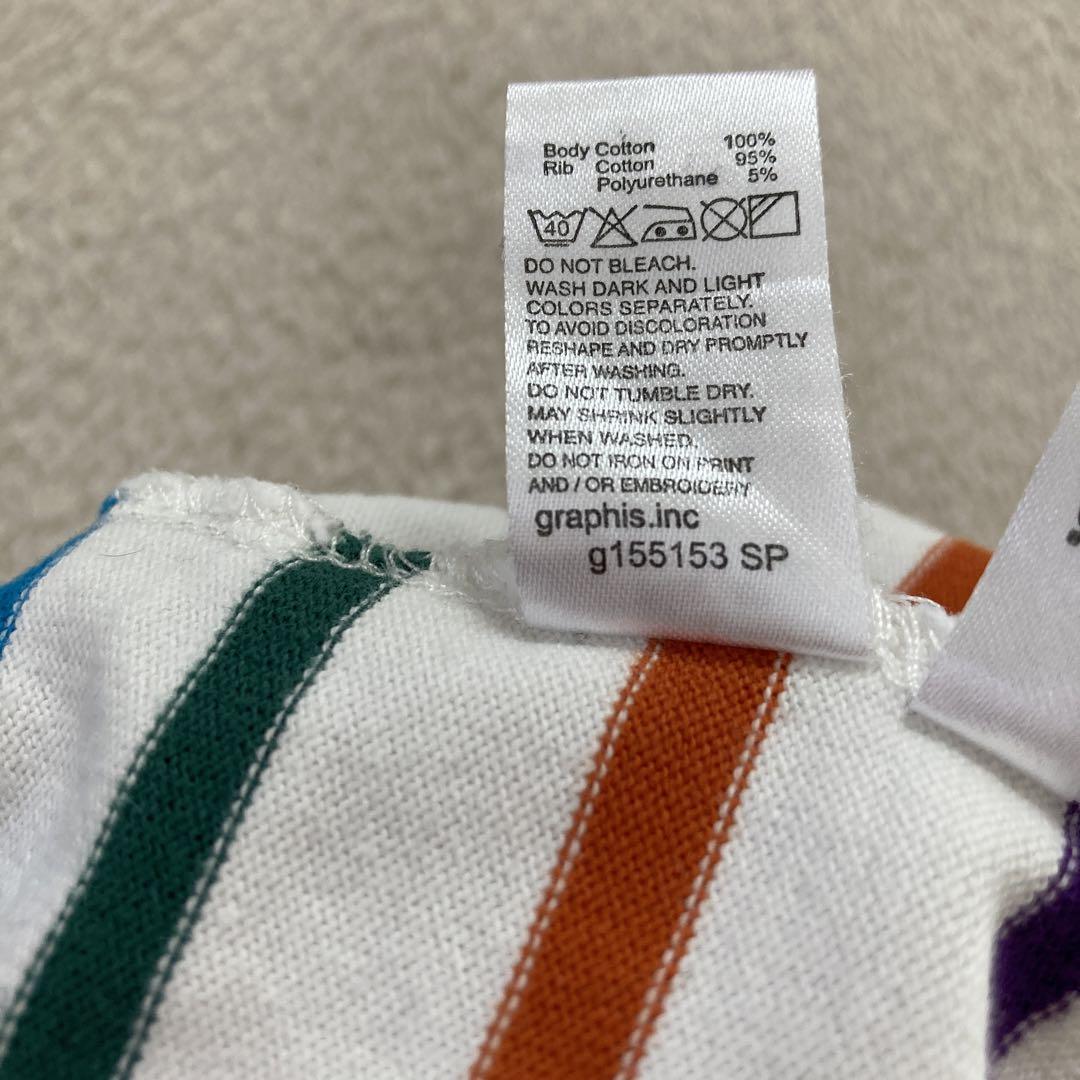 Body Cotton 100%
Rib Cotton 95%
Polyurethane 5%
40
DO NOT BLEACH.
WASH DARK AND LIGHT
COLORS SEPARATELY.
TO AVOID DISCOLORATION
RESHAPE AND DRY PROMPTLY
AFTER WASHING.
DO NOT TUMBLE DRY.
MAY SHRINK SLIGHTLY
WHEN WASHED.
DO NOT IRON ON PRINT
AND / OR EMBROIDERY
graphis.inc
g155153 SP